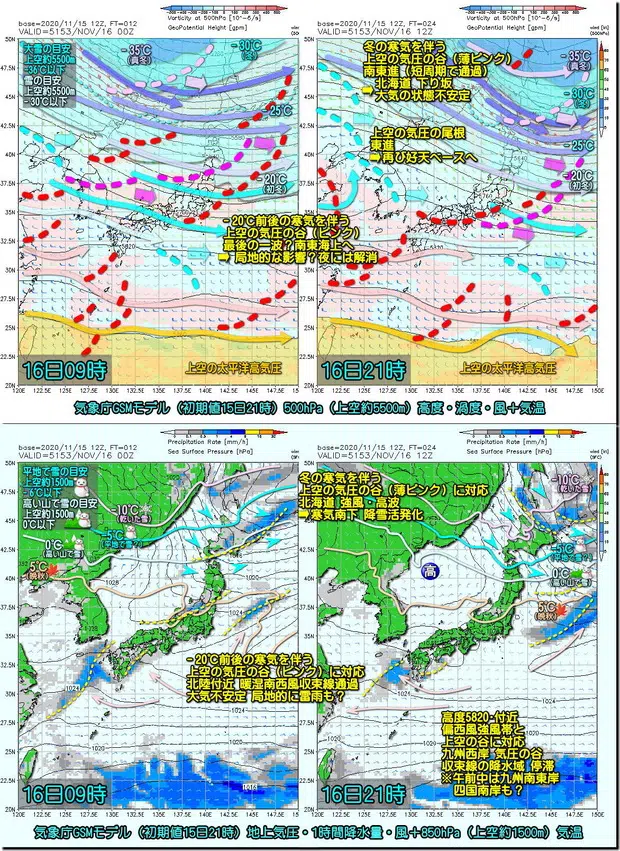 Vorticity at 500hPa [10^-6/s]
base=2020/11/15 12Z, FT=012
GeoPotential Height [gpm]
VALID=5153/NOV/16 00Z
大雪の目安
上空約5500m
-36℃以下
雪の目安
上空約5500m
-30℃以下
-35℃
(真冬)
-30℃
(冬)
-25℃
-20℃
(初冬)
-20℃前後の寒気を伴う
上空の気圧の谷(ピンク)
最後の一波?南東海上へ
➡ 局地的な影響?夜には解消
16日09時
上空の太平洋高気圧
Vorticity at 500hPa [10^-6/s]
base=2020/11/15 12Z, FT=024
GeoPotential Height [gpm]
VALID=5153/NOV/16 12Z
冬の寒気を伴う
上空の気圧の谷(薄ピンク)
南東進(短周期で通過)
➡ 北海道 下り坂
大気の状態不安定
上空の気圧の尾根
東進
➡再び好天ベースへ
-35℃
(真冬)
-30℃
(冬)
-25℃
-20℃
(初冬)
16日21時
上空の太平洋高気圧
気象庁GSMモデル(初期値15日21時)500hPa(上空約5500m)高度・渦度・風+気温
Precipitation Rate [mm/h]
base=2020/11/15 12Z, FT=012
Sea Surface Pressure [hPa]
VALID=5153/NOV/16 00Z
平地で雪の目安
上空約1500m
-6℃以下
高い山で雪の目安
上空約1500m
0℃以下
-10℃
(乾いた雪)
-5℃
(平地で雪?)
0℃
(高い山で雪)
5℃
(晩秋)
-20℃前後の寒気を伴う
上空の気圧の谷(ピンク)に対応
北陸付近 暖湿南西風収束線通過
大気不安定 局地的に雷雨も?
16日09時
Precipitation Rate [mm/h]
base=2020/11/15 12Z, FT=024
Sea Surface Pressure [hPa]
VALID=5153/NOV/16 12Z
冬の寒気を伴う
上空の気圧の谷(薄ピンク)に対応
北海道 強風・高波
➡寒気南下 降雪活発化
高
-10℃
(乾いた雪)
-5℃
(平地で雪?)
0℃
(高い山で雪)
5℃
(晩秋)
高度5820m付近
偏西風強風帯と
上空の谷に対応
九州西岸 気圧の谷
収束線の降水域 停滞
※午前中は九州南東岸
四国南岸も?
16日21時
気象庁GSMモデル(初期値15日21時)地上気圧・1時間降水量・風+850hPa(上空約1500m)気温